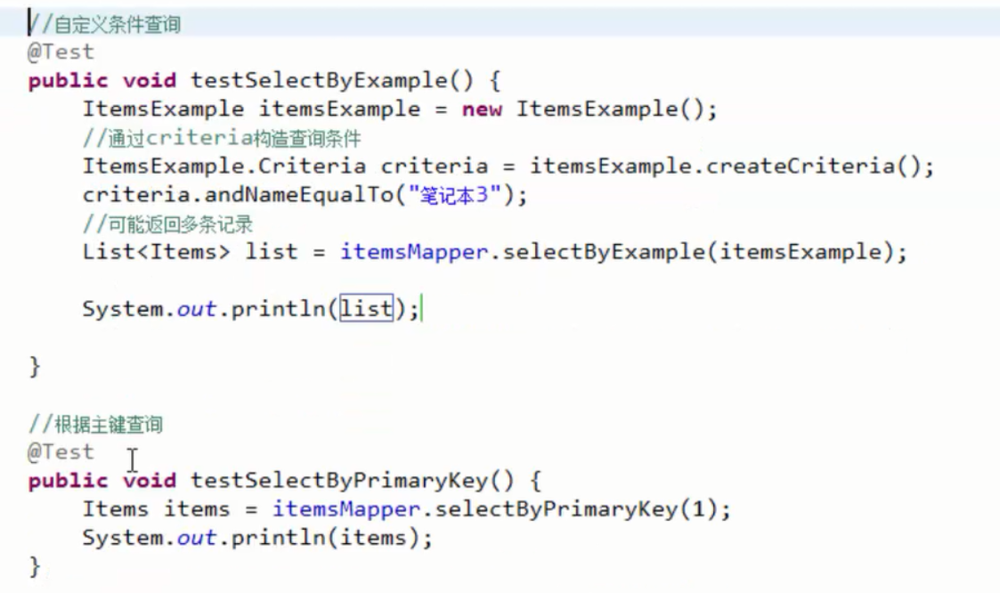 //自定义条件查询
@Test
public void testSelectByExample() {
ItemsExample itemsExample = new ItemsExample();
//通过criteria构造查询条件
ItemsExample.Criteria criteria = itemsExample.createCriteria();
criteria.andNameEqualTo("笔记本3");
//可能返回多条记录
List<Items> list = itemsMapper.selectByExample(itemsExample);
System.out.println(list);
}
//根据主键查询
@Test
public void testSelectByPrimaryKey() {
Items items = itemsMapper.selectByPrimaryKey(1);
System.out.println(items);
}